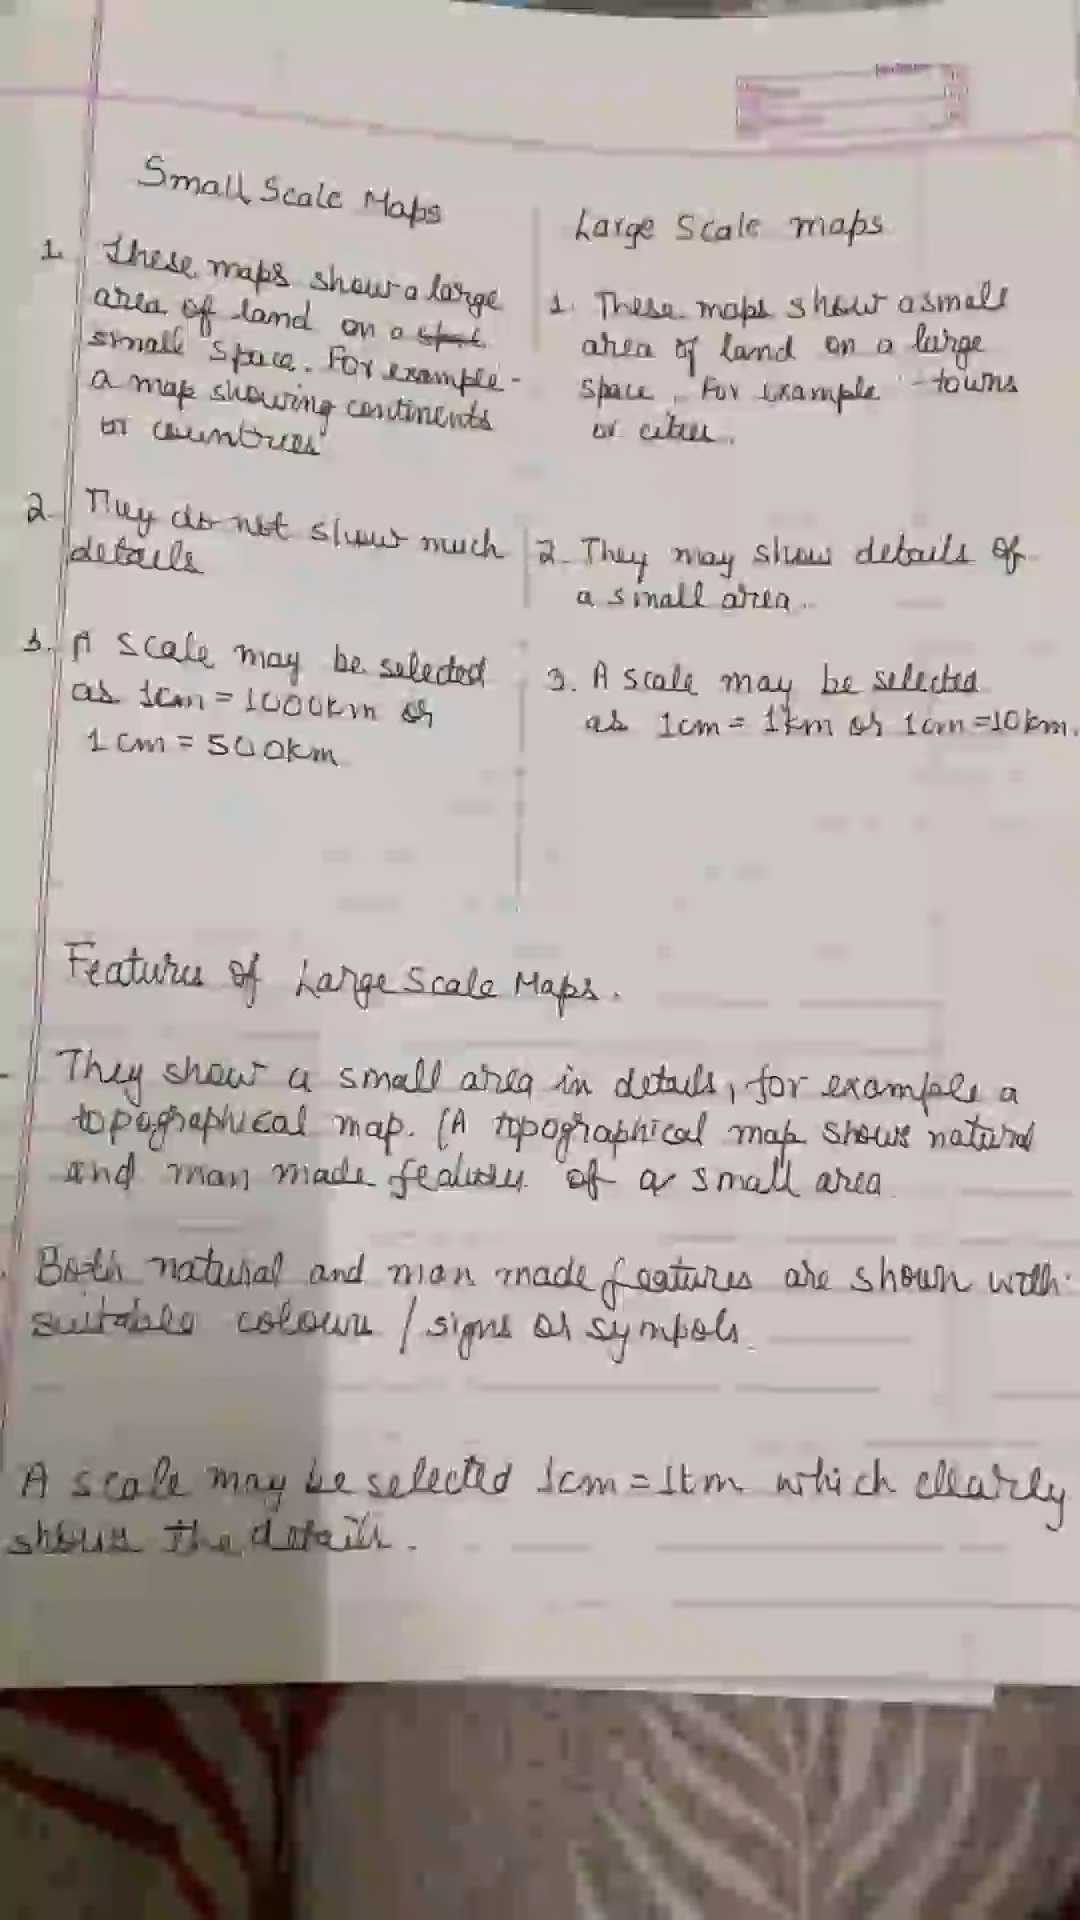 Small Scale Maps
1. These maps show a large
area of land on a
small space. For example -
a map showing continents
or countries
2. They do not show much
details
3. A scale may be selected
as 1cm = 1000km or
1 cm = 500km
Large Scale maps
1. These maps show a small
area of land on a large
space. For example - towns
or cities.
2. They may show details of
a small area.
3. A scale may be selected
as 1cm = 1km or 1cm =10km.
Features of Large Scale Maps.
They show a small area in details, for example a
topographical map. (A topographical map shows natural
and man made features of a small area
Both natural and man made features are shown with
suitable colours / signs or symbols.
A scale may be selected 1cm = 1km which clearly
shows the details.